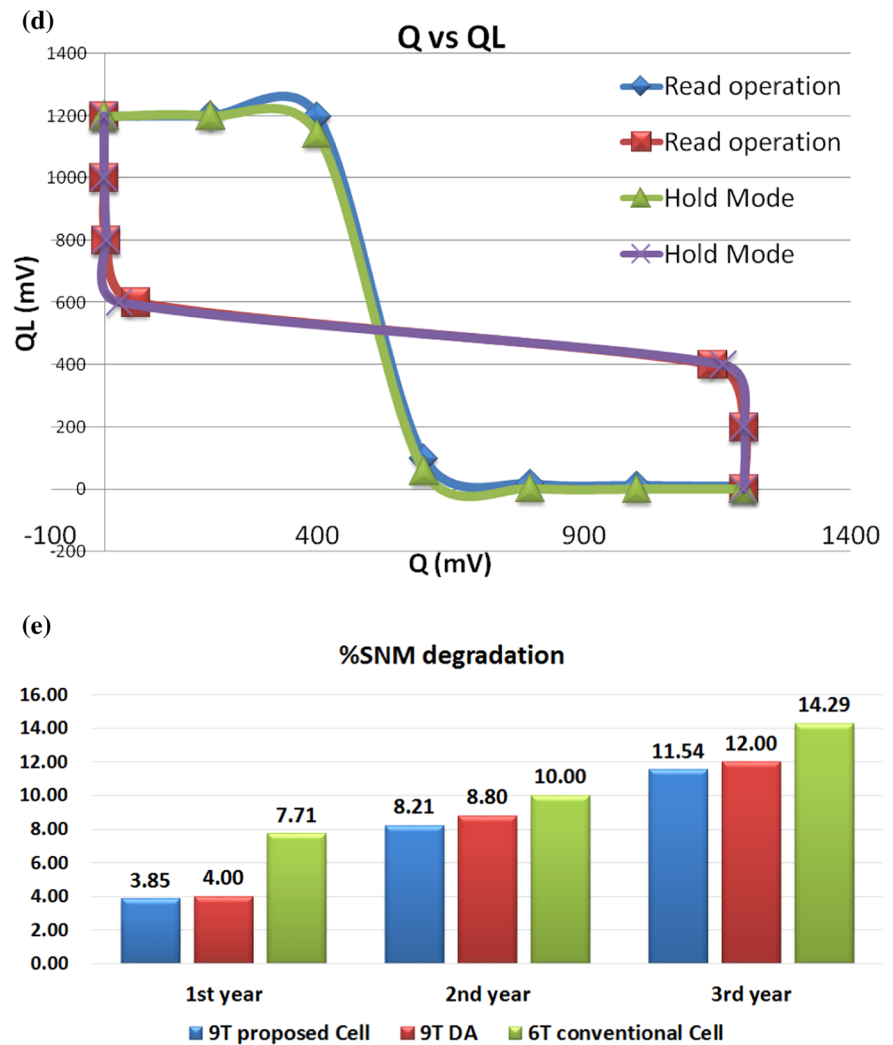 (d)
Q vs QL
1400
1200
1000
800
600
400
200
0
-200
QL (mV)
-100
400
900
1400
Q (mV)
Read operation
Read operation
Hold Mode
Hold Mode
(e)
%SNM degradation
16.00
14.00
12.00
10.00
8.00
6.00
4.00
2.00
0.00
3.85
4.00
7.71
8.21
8.80
10.00
11.54
12.00
14.29
1st year
2nd year
3rd year
9T proposed Cell
9T DA
6T conventional Cell